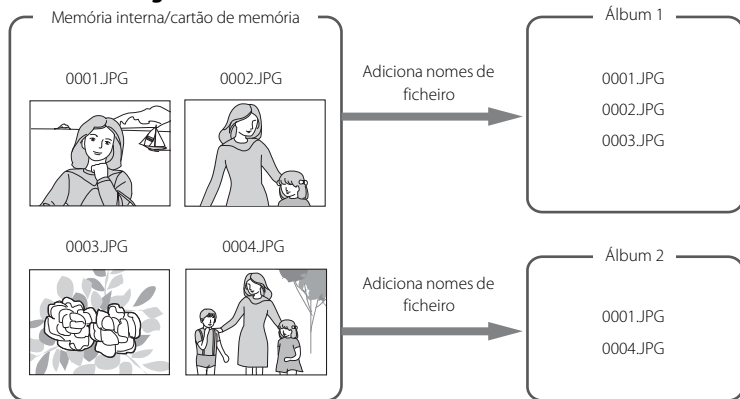 Memória interna/cartão de memória
0001.JPG
0002.JPG
0003.JPG
0004.JPG
Adiciona nomes de
ficheiro
Adiciona nomes de
ficheiro
Álbum 1
0001.JPG
0002.JPG
0003.JPG
Álbum 2
0001.JPG
0004.JPG